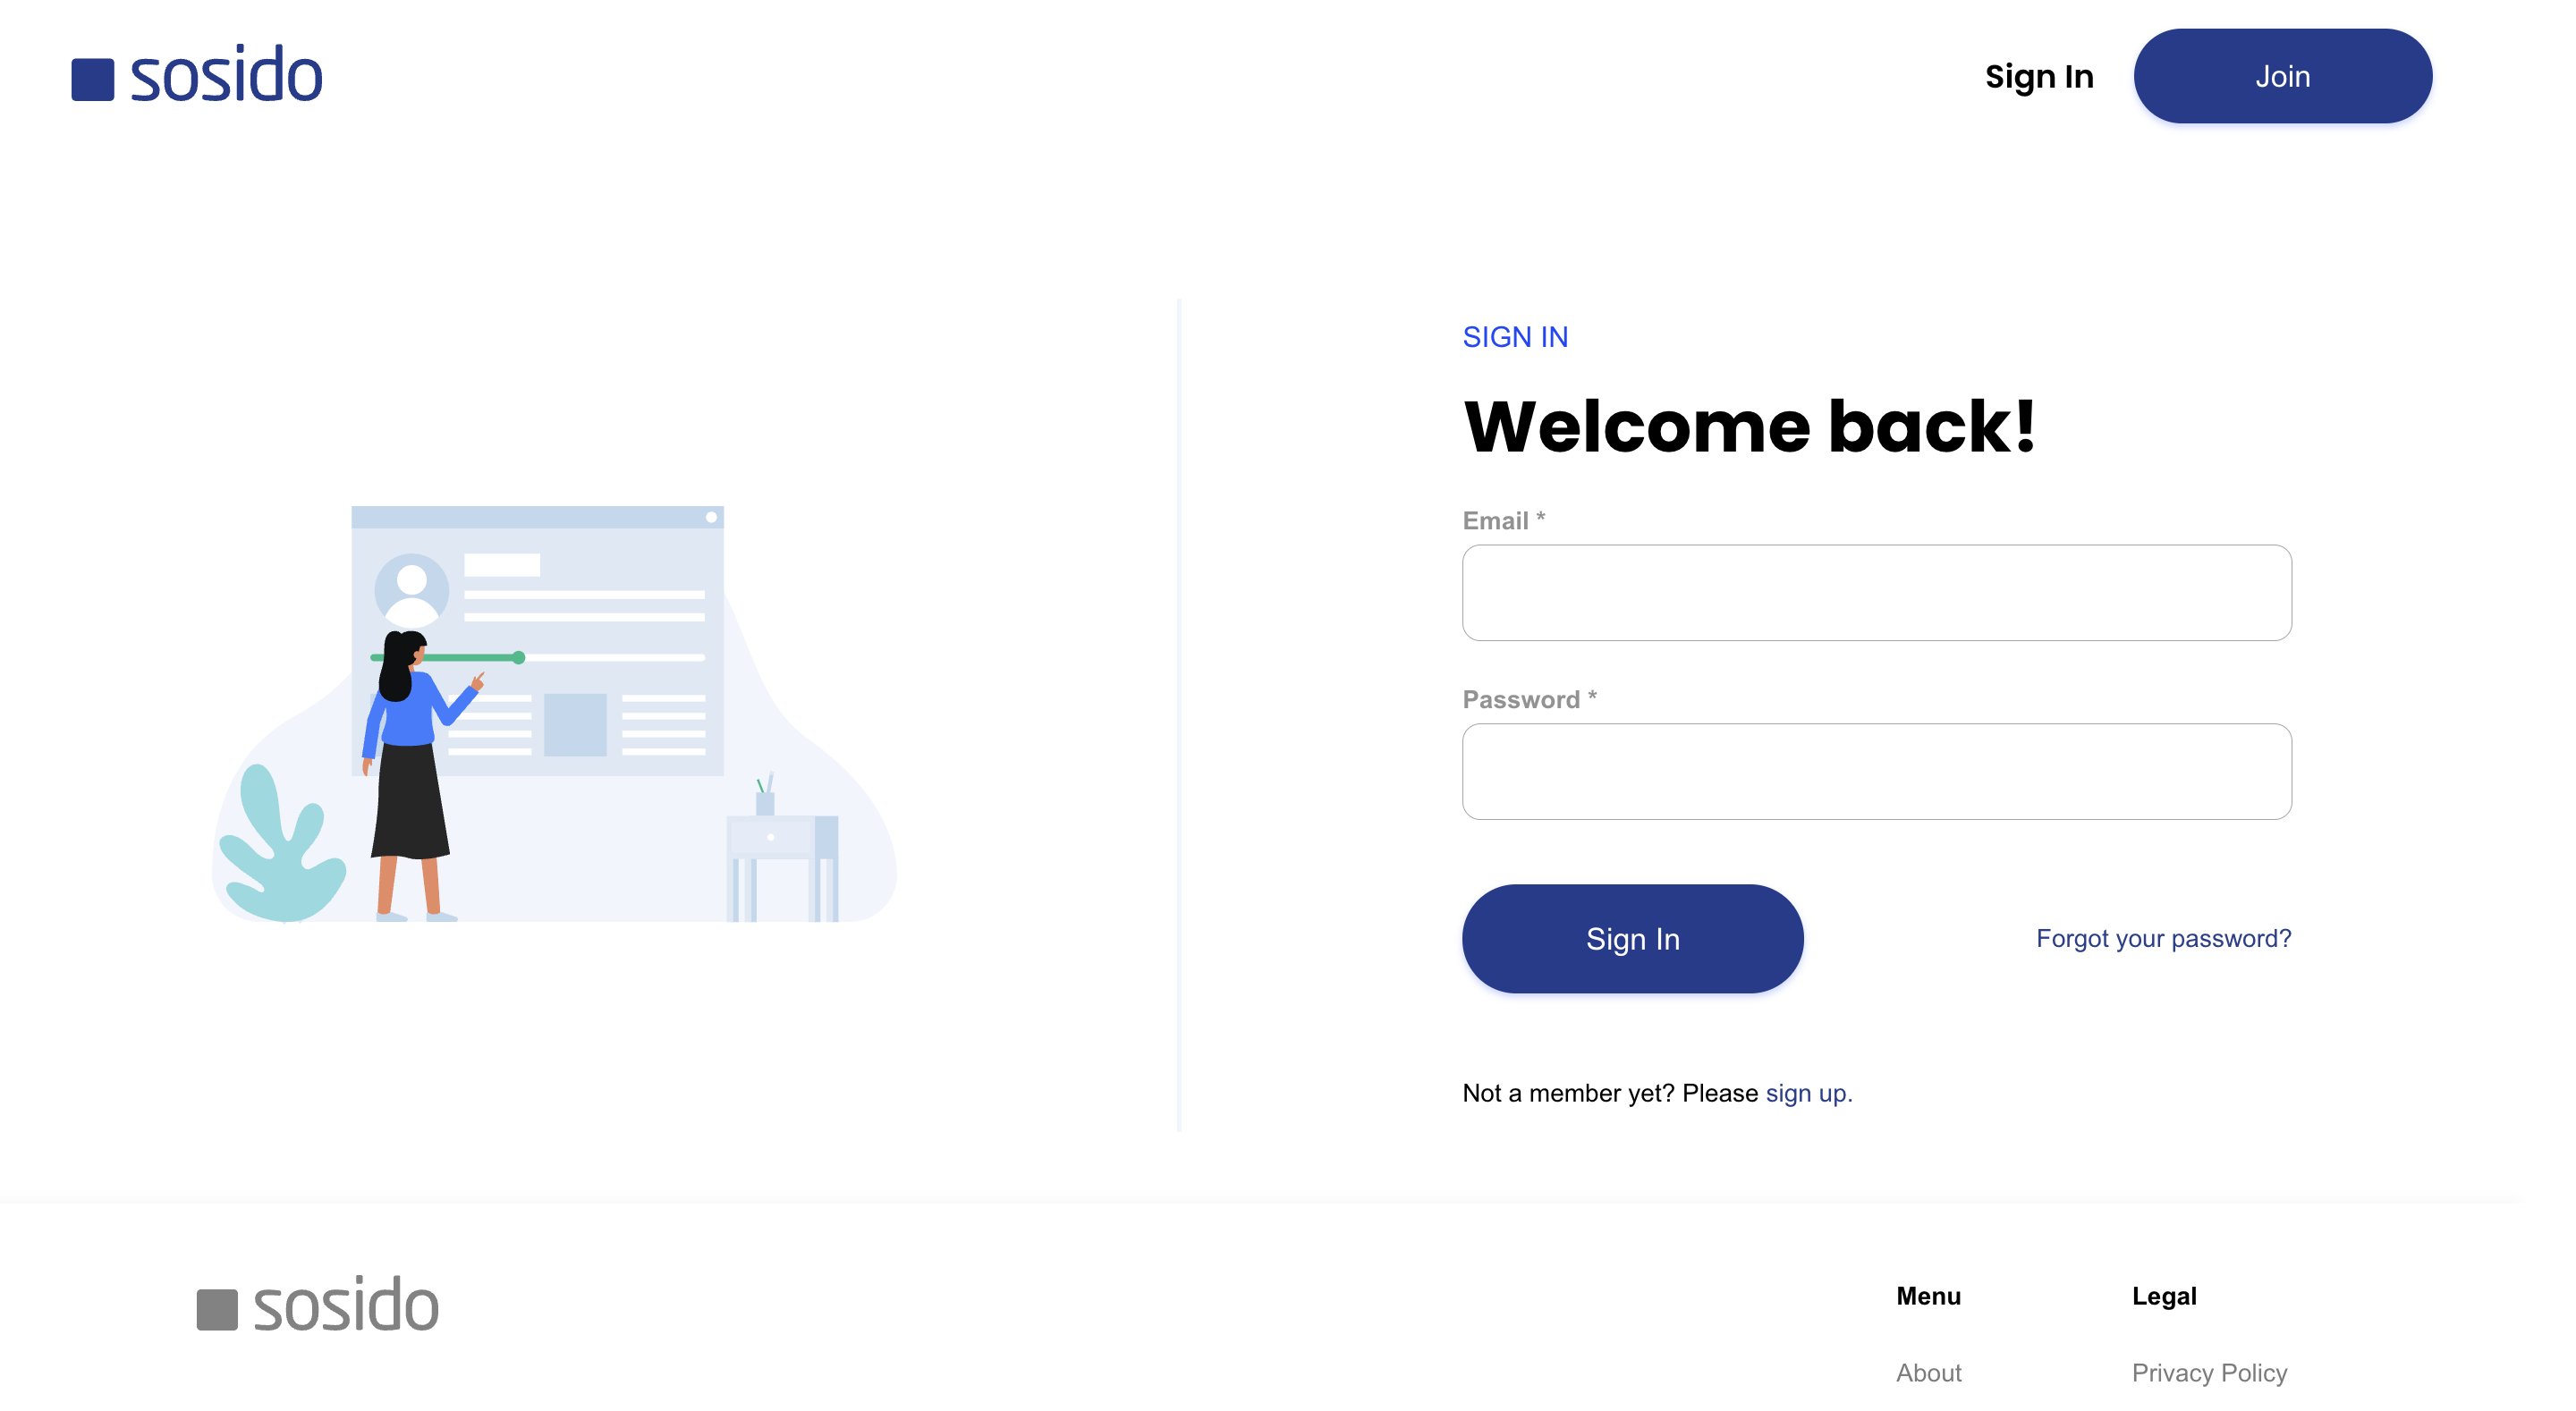 sosido
Sign In
Join
SIGN IN
Welcome back!
Email *
Password *
Sign In
Forgot your password?
Not a member yet? Please sign up.
sosido
Menu
Legal
About
Privacy Policy